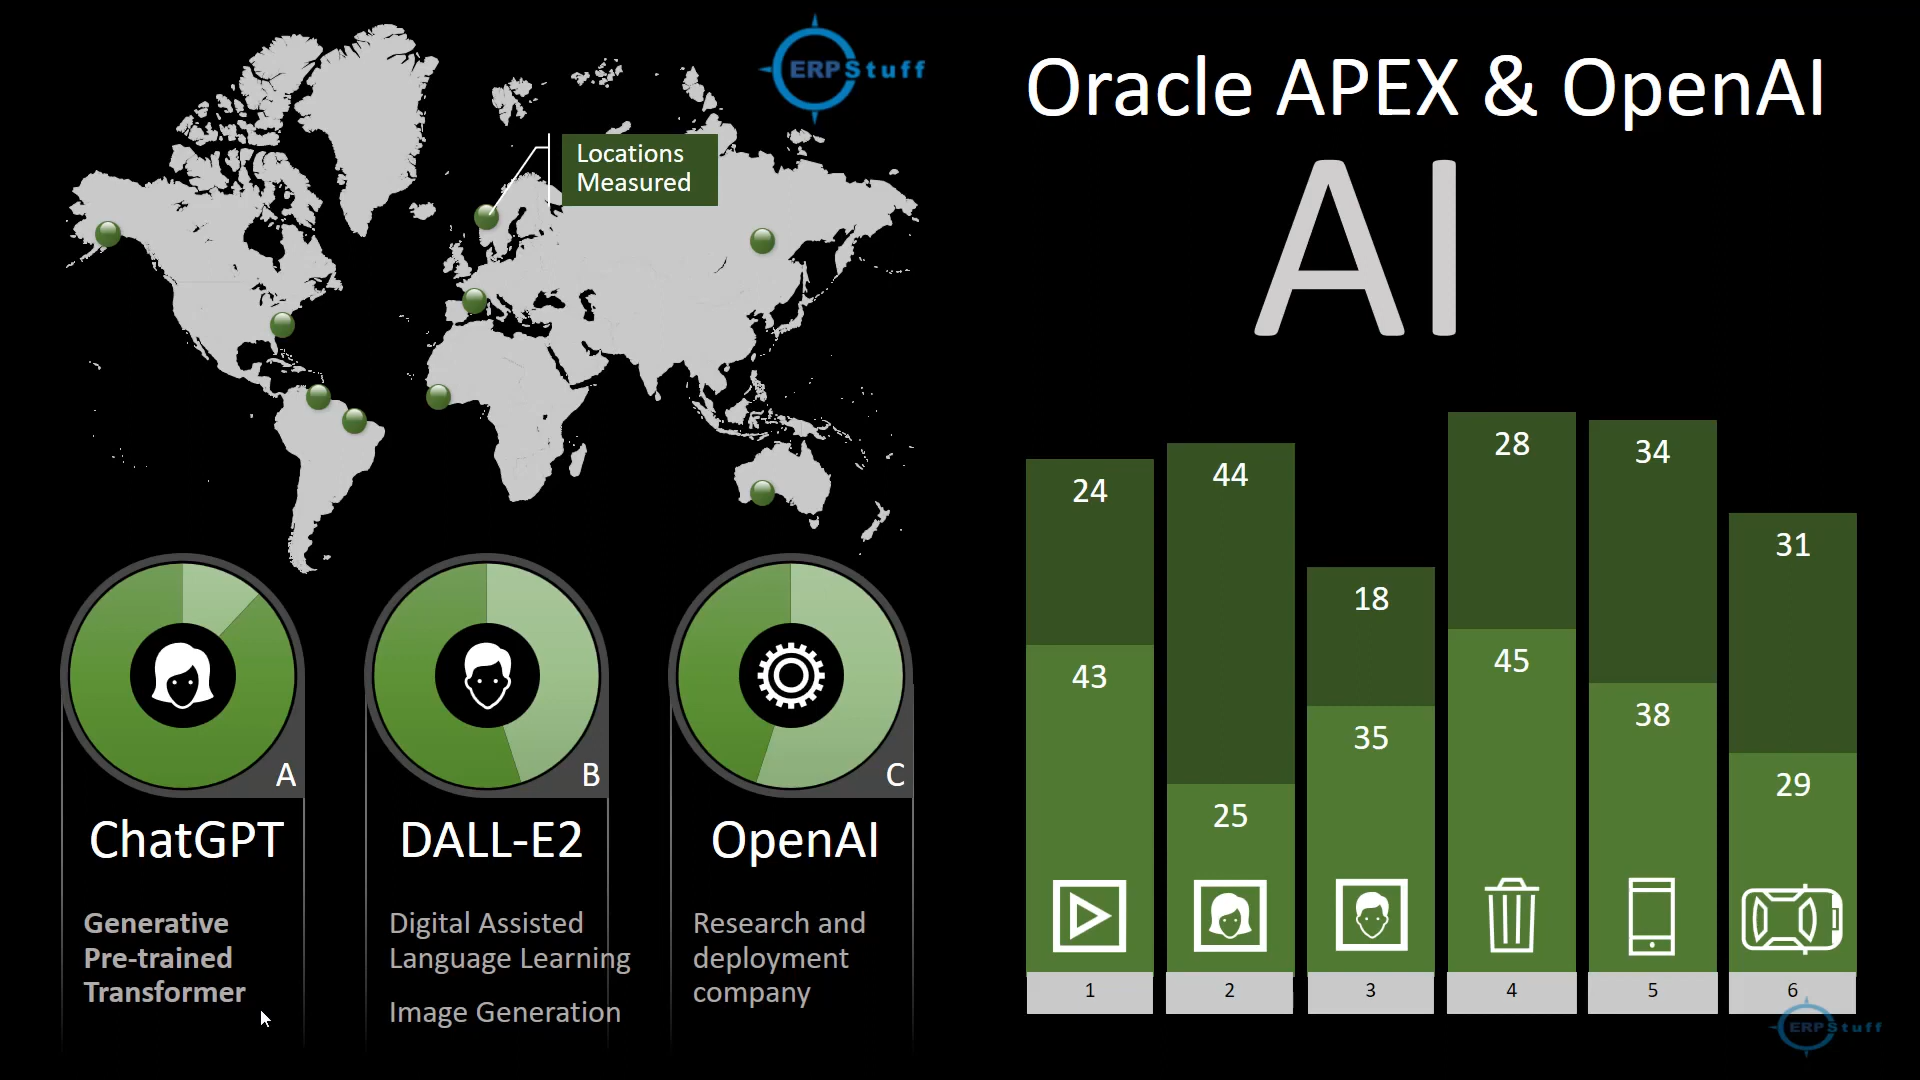 ERPStuff
Oracle APEX & OpenAI
AI
Locations
Measured
A
ChatGPT
Generative
Pre-trained
Transformer
B
DALL-E2
Digital Assisted
Language Learning
Image Generation
C
OpenAI
Research and
deployment
company
24
43
1
44
25
2
18
35
3
28
45
4
34
38
5
31
29
6
ERPStuff